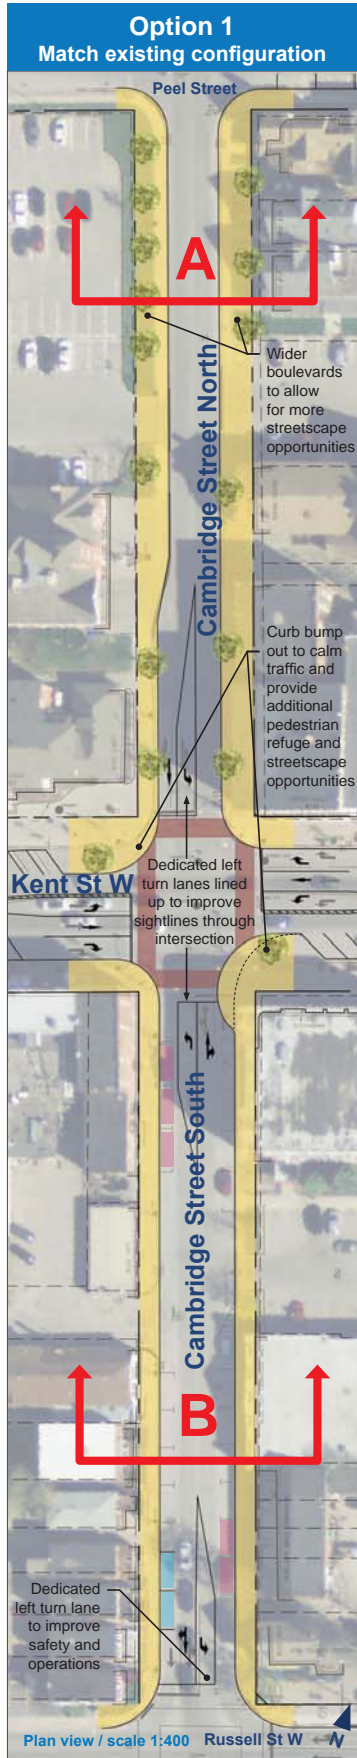 Option 1
Match existing configuration
Peel Street
A
Wider
boulevards
to allow
for more
streetscape
opportunities
Cambridge Street North
Curb bump
out to calm
traffic and
provide
additional
pedestrian
refuge and
streetscape
opportunities
Dedicated left
turn lanes lined
up to improve
sightlines through
intersection
Kent St W
Cambridge Street South
B
Dedicated
left turn lane
to improve
safety and
operations
Plan view / scale 1:400
Russell St W
N